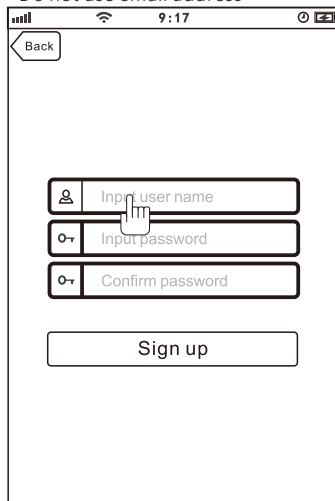 Do not use email address
9:17
Back
Input user name
Input password
Confirm password
Sign up